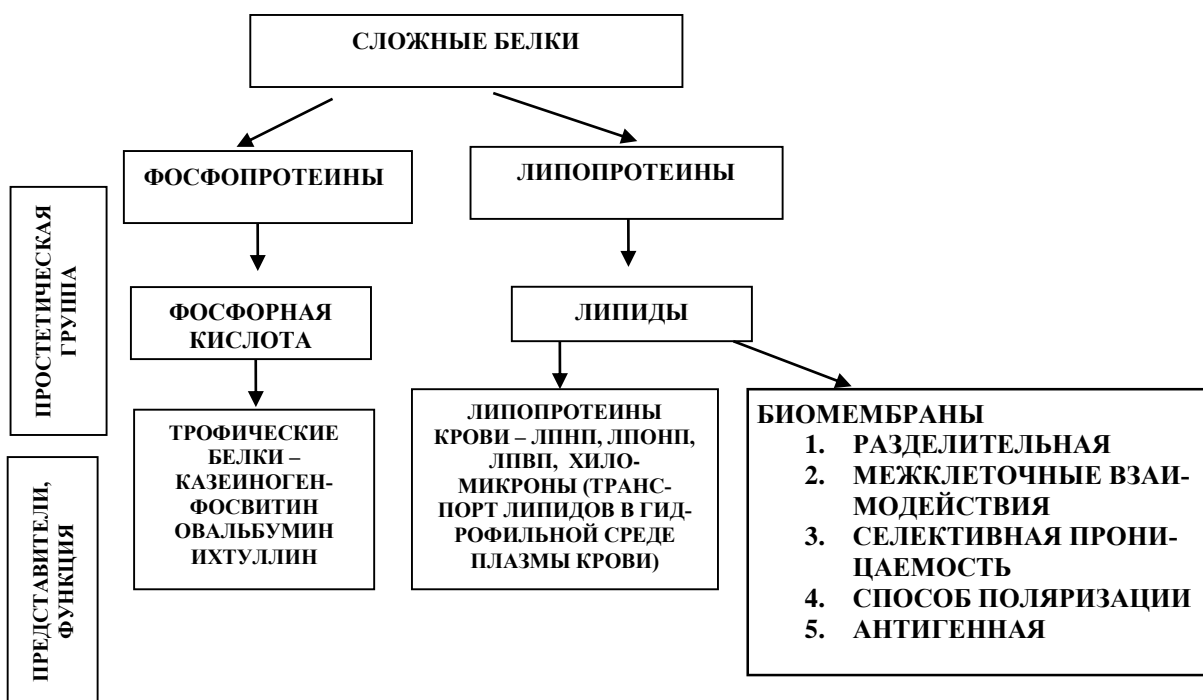 СЛОЖНЫЕ БЕЛКИ
ФОСФОПРОТЕИНЫ
ЛИПОПРОТЕИНЫ
ПРОСТЕТИЧЕСКАЯ
ГРУППА
ФОСФОРНАЯ
КИСЛОТА
ЛИПИДЫ
ПРЕДСТАВИТЕЛИ,
ФУНКЦИЯ
ТРОФИЧЕСКИЕ
БЕЛКИ –
КАЗЕИНОГЕН-
ФОСВИТИН
ОВАЛЬБУМИН
ИХТУЛЛИН
ЛИПОПРОТЕИНЫ
КРОВИ – ЛПНП, ЛПОНП,
ЛПВП, ХИЛО-
МИКРОНЫ (ТРАНС-
ПОРТ ЛИПИДОВ В ГИД-
РОФИЛЬНОЙ СРЕДЕ
ПЛАЗМЫ КРОВИ)
БИОМЕМБРАНЫ
1. РАЗДЕЛИТЕЛЬНАЯ
2. МЕЖКЛЕТОЧНЫЕ ВЗАИ-
МОДЕЙСТВИЯ
3. СЕЛЕКТИВНАЯ ПРОНИ-
ЦАЕМОСТЬ
4. СПОСОБ ПОЛЯРИЗАЦИИ
5. АНТИГЕННАЯ